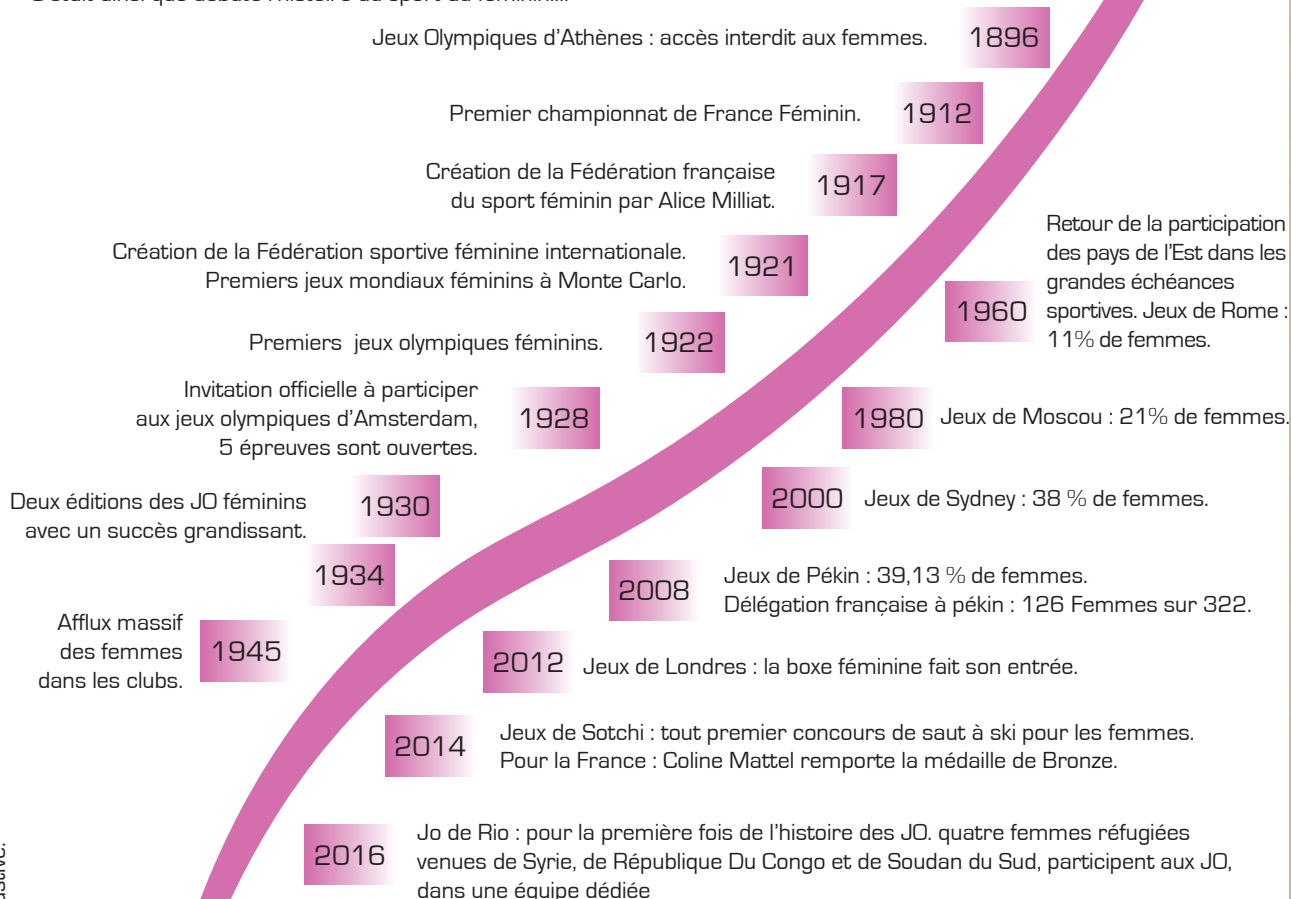 ainsi que débute l'histoire du sport au féminin....
Jeux Olympiques d'Athènes : accès interdit aux femmes.
1896
Premier championnat de France Féminin.
1912
Création de la Fédération française
du sport féminin par Alice Milliat.
1917
Création de la Fédération sportive féminine internationale.
Premiers jeux mondiaux féminins à Monte Carlo.
1921
Premiers jeux olympiques féminins.
1922
Invitation officielle à participer
aux jeux olympiques d'Amsterdam,
5 épreuves sont ouvertes.
1928
Deux éditions des JO féminins
avec un succès grandissant.
1930
1934
Afflux massif
des femmes
dans les clubs.
1945
Retour de la participation
des pays de l'Est dans les
grandes échéances
sportives. Jeux de Rome :
11% de femmes.
1960
1980
Jeux de Moscou : 21% de femmes.
2000
Jeux de Sydney : 38 % de femmes.
2008
Jeux de Pékin : 39,13 % de femmes.
Délégation française à pékin : 126 Femmes sur 322.
2012
Jeux de Londres : la boxe féminine fait son entrée.
2014
Jeux de Sotchi : tout premier concours de saut à ski pour les femmes.
Pour la France : Coline Mattel remporte la médaille de Bronze.
2016
Jo de Rio : pour la première fois de l'histoire des JO. quatre femmes réfugiées
venues de Syrie, de République Du Congo et de Soudan du Sud, participent aux JO,
dans une équipe dédiée